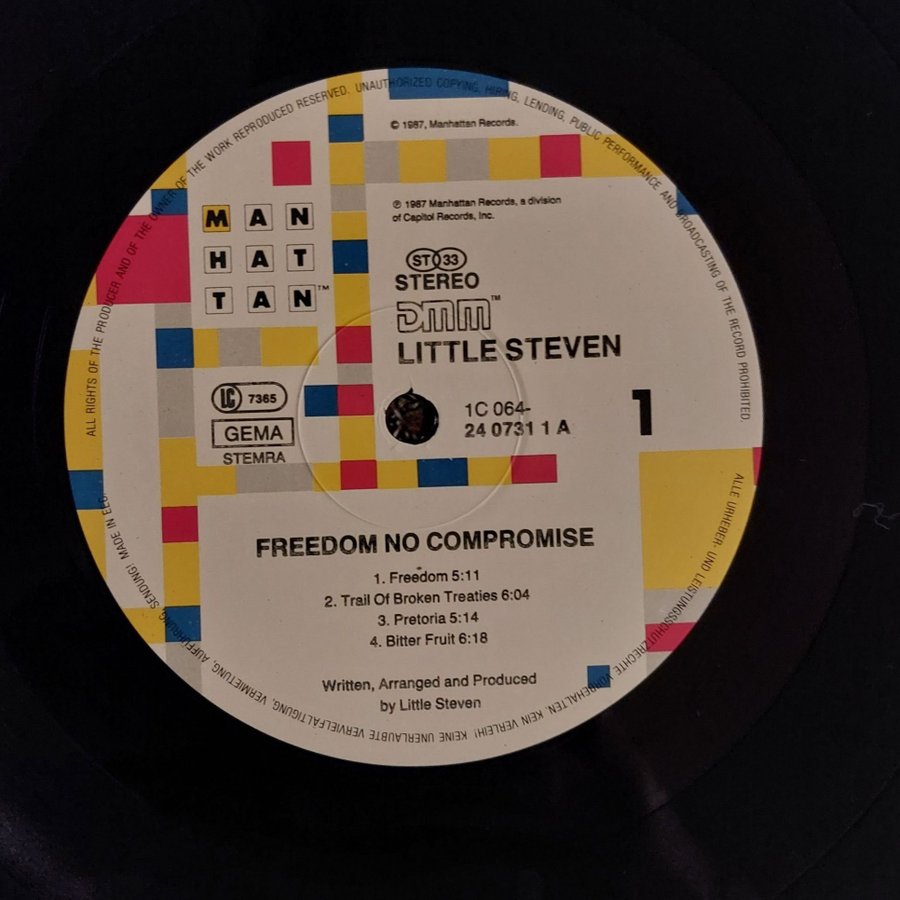 ALL RIGHTS OF THE PRODUCER AND OF THE OWNER OF THE WORK REPRODUCED RESERVED. UNAUTHORIZED COPYING, HIRING, LENDING, PUBLIC PERFORMANCE AND BROADCASTING OF THE RECORD PROHIBITED.
© 1987, Manhattan Records.
℗ 1987 Manhattan Records, a division
of Capitol Records, Inc.
MAN
HAT
TAN™
ST 33
STEREO
DMM™
LITTLE STEVEN
LC 7365
GEMA
STEMRA
1C 064-
24 0731 1 A
1
FREEDOM NO COMPROMISE
1. Freedom 5:11
2. Trail Of Broken Treaties 6:04
3. Pretoria 5:14
4. Bitter Fruit 6:18
Written, Arranged and Produced
by Little Steven
ALLE URHEBER- UND LEISTUNGSSCHUTZRECHTE VORBEHALTEN. KEIN VERLEIH! KEINE UNERLAUBTE VERVIELFÄLTIGUNG, VERMIETUNG, AUFFÜHRUNG, SENDUNG! MADE IN EEC